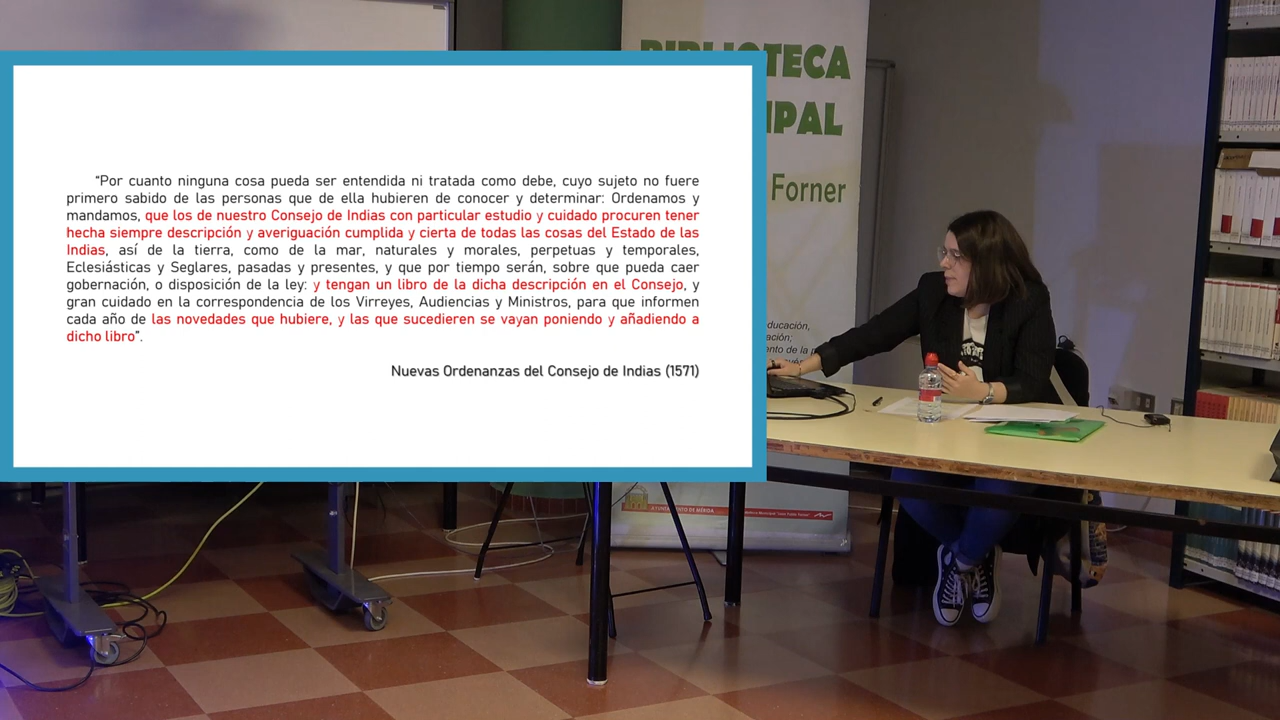 “Por cuanto ninguna cosa pueda ser entendida ni tratada como debe, cuyo sujeto no fuere
primero sabido de las personas que de ella hubieren de conocer y determinar: Ordenamos y
mandamos, que los de nuestro Consejo de Indias con particular estudio y cuidado procuren tener
hecha siempre descripción y averiguación cumplida y cierta de todas las cosas del Estado de las
Indias, así de la tierra, como de la mar, naturales y morales, perpetuas y temporales,
Eclesiásticas y Seglares, pasadas y presentes, y que por tiempo serán, sobre que pueda caer
gobernación, o disposición de la ley: y tengan un libro de la dicha descripción en el Consejo, y
gran cuidado en la correspondencia de los Virreyes, Audiencias y Ministros, para que informen
cada año de las novedades que hubiere, y las que sucedieren se vayan poniendo y añadiendo a
dicho libro”.
Nuevas Ordenanzas del Consejo de Indias (1571)
BIBLIOTECA
IPAL
Forner
ducación,
ación;
ento de la p
AYUNTAMIENTO DE MÉRIDA